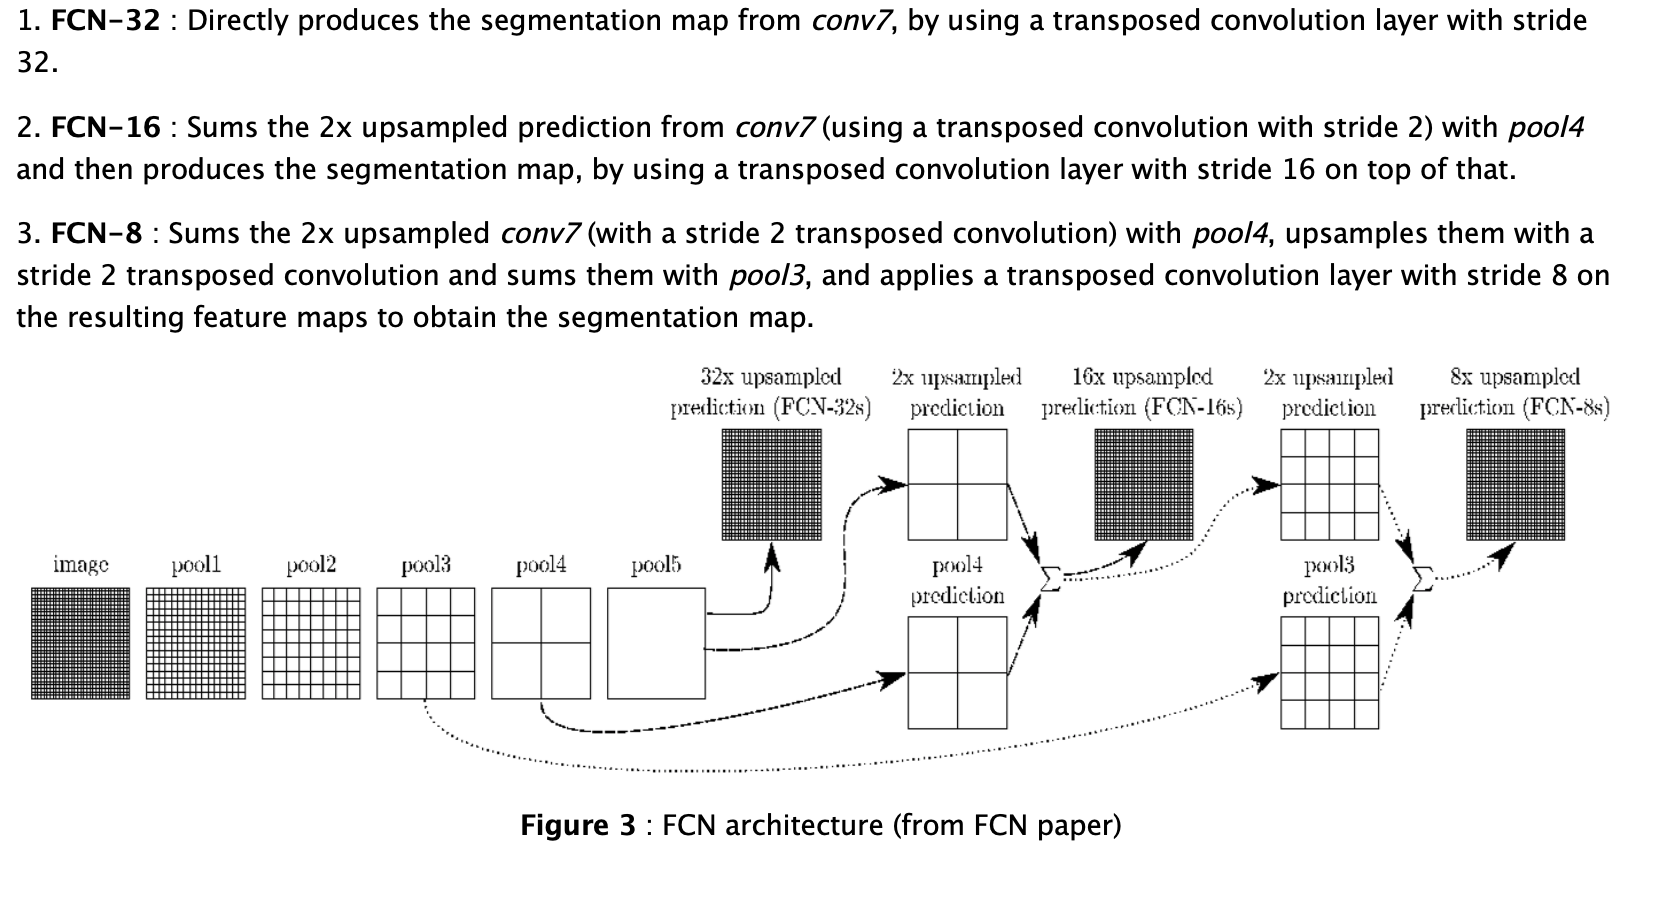 1. FCN-32 : Directly produces the segmentation map from conv7, by using a transposed convolution layer with stride
32.
2. FCN-16 : Sums the 2x upsampled prediction from conv7 (using a transposed convolution with stride 2) with pool4
and then produces the segmentation map, by using a transposed convolution layer with stride 16 on top of that.
3. FCN-8 : Sums the 2x upsampled conv7 (with a stride 2 transposed convolution) with pool4, upsamples them with a
stride 2 transposed convolution and sums them with pool3, and applies a transposed convolution layer with stride 8 on
the resulting feature maps to obtain the segmentation map.
32x upsampled
prediction (FCN-32s)
2x upsampled
prediction
16x upsampled
prediction (FCN-16s)
2x upsampled
prediction
8x upsampled
prediction (FCN-8s)
image
pool1
pool2
pool3
pool4
pool5
pool4
prediction
Σ
pool3
prediction
Σ
Figure 3 : FCN architecture (from FCN paper)